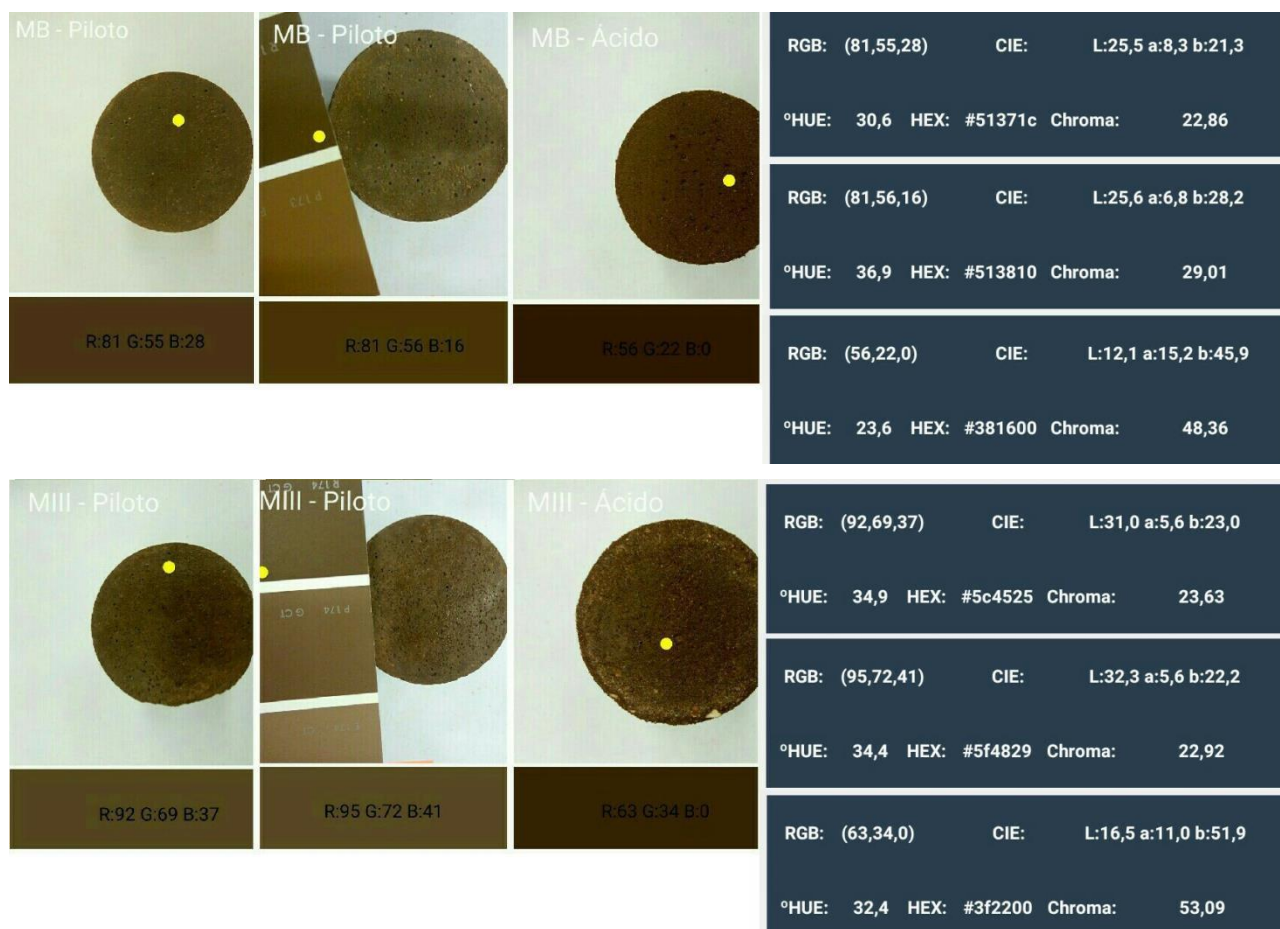 MB - Piloto
MB - Piloto
MB - Ácido
P173
R:81 G:55 B:28
R:81 G:56 B:16
R:56 G:22 B:0
RGB: (81,55,28) CIE: L:25,5 a:8,3 b:21,3
ºHUE: 30,6 HEX: #51371c Chroma: 22,86
RGB: (81,56,16) CIE: L:25,6 a:6,8 b:28,2
ºHUE: 36,9 HEX: #513810 Chroma: 29,01
RGB: (56,22,0) CIE: L:12,1 a:15,2 b:45,9
ºHUE: 23,6 HEX: #381600 Chroma: 48,36
MIII - Piloto
MIII - Piloto
MIII - Ácido
R174
P174
R:92 G:69 B:37
R:95 G:72 B:41
R:63 G:34 B:0
RGB: (92,69,37) CIE: L:31,0 a:5,6 b:23,0
ºHUE: 34,9 HEX: #5c4525 Chroma: 23,63
RGB: (95,72,41) CIE: L:32,3 a:5,6 b:22,2
ºHUE: 34,4 HEX: #5f4829 Chroma: 22,92
RGB: (63,34,0) CIE: L:16,5 a:11,0 b:51,9
ºHUE: 32,4 HEX: #3f2200 Chroma: 53,09